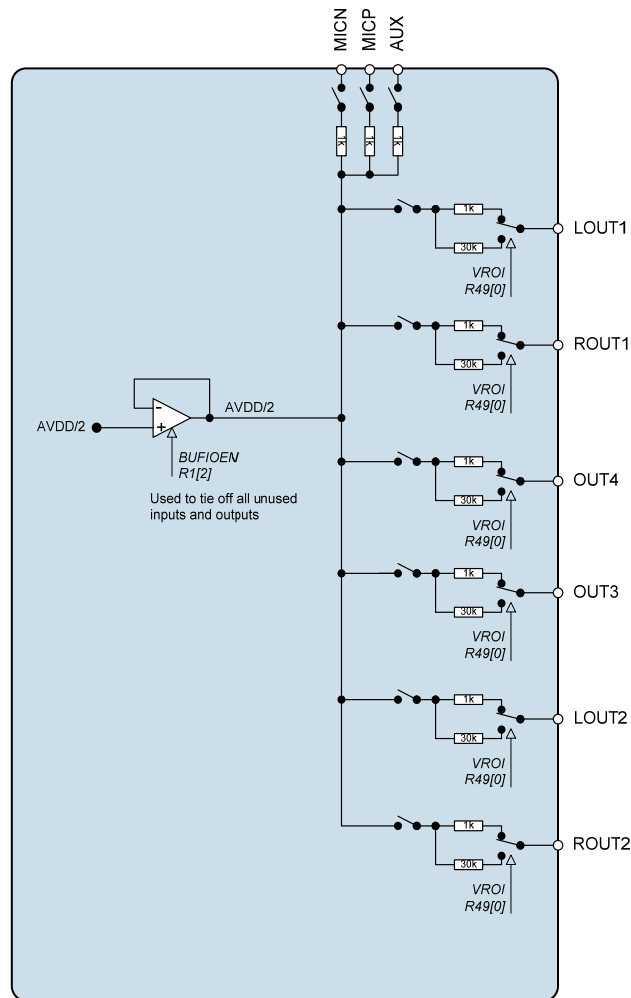 MICN
MICP
AUX
1k
1k
1k
1k
30k
LOUT1
VROI
R49[0]
1k
30k
ROUT1
VROI
R49[0]
AVDD/2
-
+
AVDD/2
BUFIOEN
R1[2]
Used to tie off all unused
inputs and outputs
1k
30k
OUT4
VROI
R49[0]
1k
30k
OUT3
VROI
R49[0]
1k
30k
LOUT2
VROI
R49[0]
1k
30k
ROUT2
VROI
R49[0]